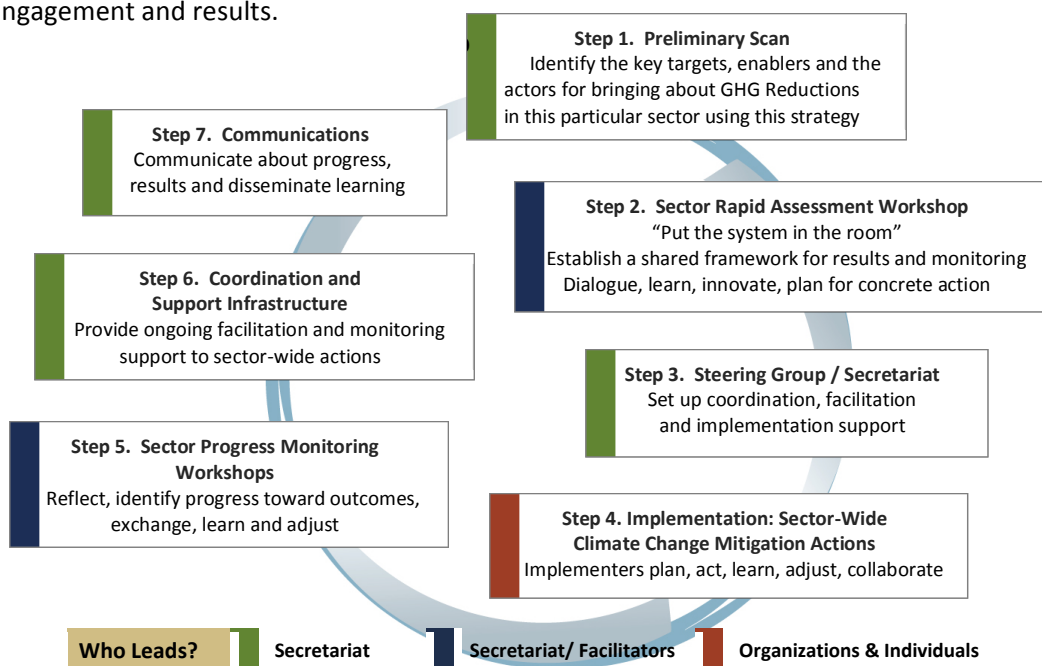 ngagement and results.
Step 1. Preliminary Scan
Identify the key targets, enablers and the
actors for bringing about GHG Reductions
in this particular sector using this strategy
Step 2. Sector Rapid Assessment Workshop
“Put the system in the room”
Establish a shared framework for results and monitoring
Dialogue, learn, innovate, plan for concrete action
Step 3. Steering Group / Secretariat
Set up coordination, facilitation
and implementation support
Step 4. Implementation: Sector-Wide
Climate Change Mitigation Actions
Implementers plan, act, learn, adjust, collaborate
Step 5. Sector Progress Monitoring
Workshops
Reflect, identify progress toward outcomes,
exchange, learn and adjust
Step 6. Coordination and
Support Infrastructure
Provide ongoing facilitation and monitoring
support to sector-wide actions
Step 7. Communications
Communicate about progress,
results and disseminate learning
Who Leads? Secretariat Secretariat/ Facilitators Organizations & Individuals